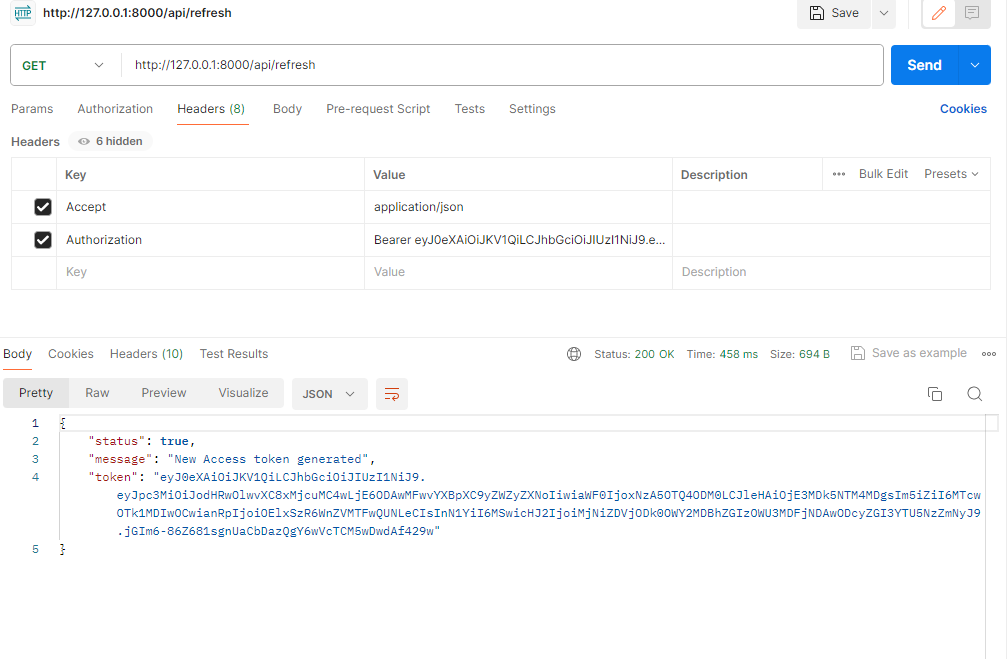 HTTP http://127.0.0.1:8000/api/refresh Save
GET http://127.0.0.1:8000/api/refresh Send
Params Authorization Headers (8) Body Pre-request Script Tests Settings Cookies
Headers 6 hidden
Key Value Description ••• Bulk Edit Presets
Accept application/json
Authorization Bearer eyJ0eXAiOiJKV1QiLCJhbGciOiJIUzI1NiJ9.e...
Key Value Description
Body Cookies Headers (10) Test Results Status: 200 OK Time: 458 ms Size: 694 B Save as example
Pretty Raw Preview Visualize JSON
1 {
2 "status": true,
3 "message": "New Access token generated",
4 "token": "eyJ0eXAiOiJKV1QiLCJhbGciOiJIUzI1NiJ9.
eyJpc3MiOiJodHRwOlwvXC8xMjcuMC4wLjE6ODAwMFwvYXBpXC9yZWZyZXNoIiwiaWF0IjoxNzA5OTQ4ODM0LCJleHAiOjE3MDk5NTM4MDgsIm5iZiI6MTcw
OTk1MDIwOCwianRpIjoiOElxSzR6WnZVMTFwQUNLeCIsInN1YiI6MSwicHJ2IjoiMjNiZDVjODk0OWY2MDBhZGIzOWU3MDFjNDAwODcyZGI3YTU5NzZmNyJ9
.jGIm6-86Z681sgnUaCbDazQgY6wVcTCM5wDwdAf429w"
5 }